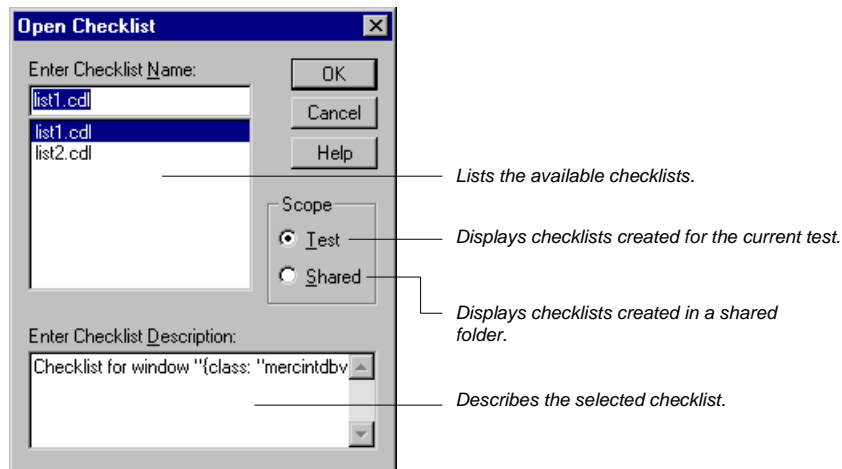 Open Checklist
Enter Checklist Name:
list1.cdl
list1.cdl
list2.cdl
OK
Cancel
Help
Scope
Test
Shared
Enter Checklist Description:
Checklist for window "{class: "mercintdbv
Lists the available checklists.
Displays checklists created for the current test.
Displays checklists created in a shared
folder.
Describes the selected checklist.